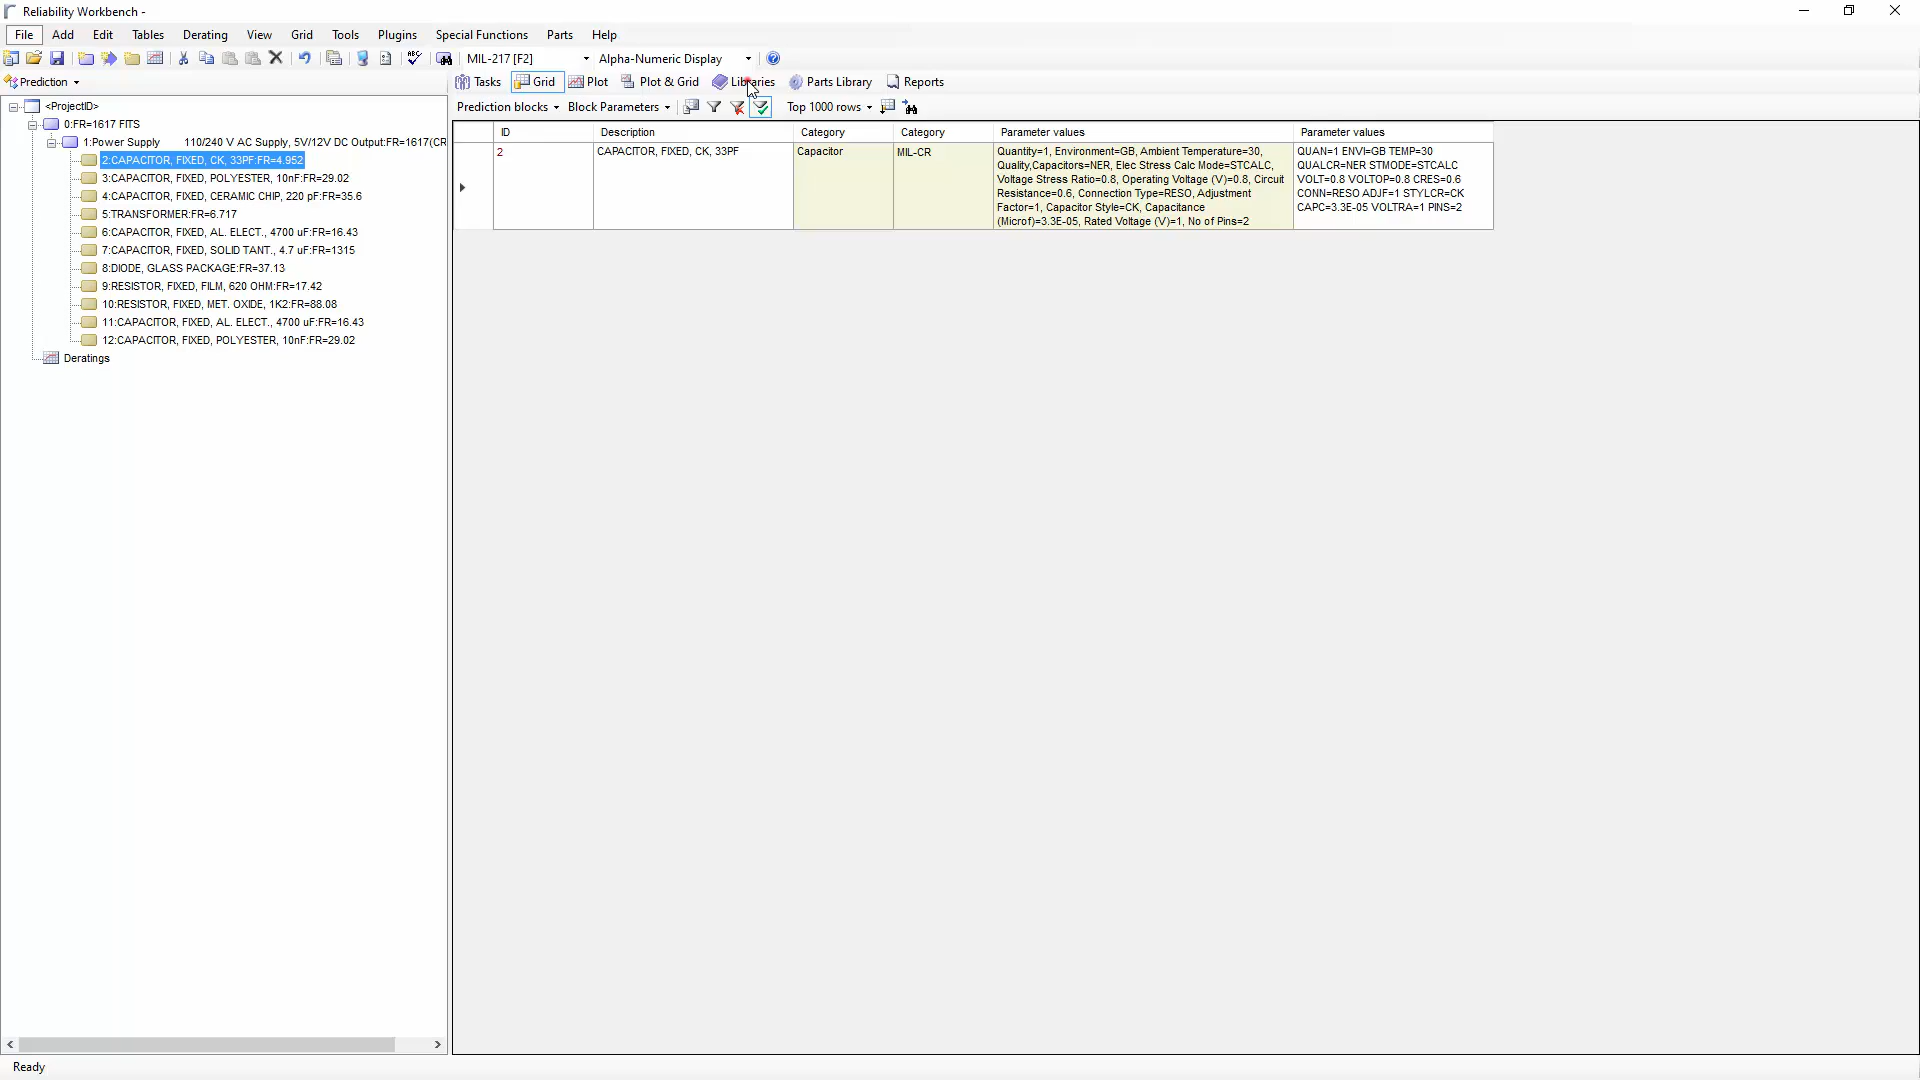 Reliability Workbench -
File Add Edit Tables Derating View Grid Tools Plugins Special Functions Parts Help
MIL-217 [F2] Alpha-Numeric Display
Prediction Tasks Grid Plot Plot & Grid Libraries Parts Library Reports
Prediction blocks Block Parameters Top 1000 rows
<ProjectID>
0:FR=1617 FITS
1:Power Supply 110/240 V AC Supply, 5V/12V DC Output:FR=1617(CR
2:CAPACITOR, FIXED, CK, 33PF:FR=4.952
3:CAPACITOR, FIXED, POLYESTER, 10nF:FR=29.02
4:CAPACITOR, FIXED, CERAMIC CHIP, 220 pF:FR=35.6
5:TRANSFORMER:FR=6.717
6:CAPACITOR, FIXED, AL. ELECT., 4700 uF:FR=16.43
7:CAPACITOR, FIXED, SOLID TANT., 4.7 uF:FR=1315
8:DIODE, GLASS PACKAGE:FR=37.13
9:RESISTOR, FIXED, FILM, 620 OHM:FR=17.42
10:RESISTOR, FIXED, MET. OXIDE, 1K2:FR=88.08
11:CAPACITOR, FIXED, AL. ELECT., 4700 uF:FR=16.43
12:CAPACITOR, FIXED, POLYESTER, 10nF:FR=29.02
Deratings
ID Description Category Category Parameter values Parameter values
2 CAPACITOR, FIXED, CK, 33PF Capacitor MIL-CR
Quantity=1, Environment=GB, Ambient Temperature=30,
Quality,Capacitors=NER, Elec Stress Calc Mode=STCALC,
Voltage Stress Ratio=0.8, Operating Voltage (V)=0.8, Circuit
Resistance=0.6, Connection Type=RESO, Adjustment
Factor=1, Capacitor Style=CK, Capacitance
(Microf)=3.3E-05, Rated Voltage (V)=1, No of Pins=2
QUAN=1 ENVI=GB TEMP=30
QUALCR=NER STMODE=STCALC
VOLT=0.8 VOLTOP=0.8 CRES=0.6
CONN=RESO ADJF=1 STYLCR=CK
CAPC=3.3E-05 VOLTRA=1 PINS=2
Ready